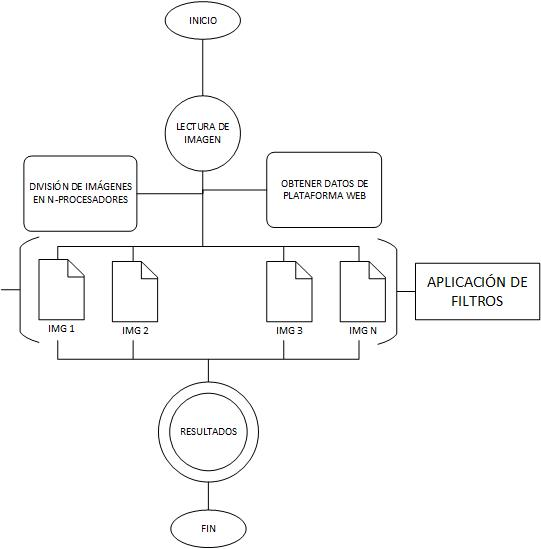 INICIO
LECTURA DE
IMAGEN
DIVISIÓN DE IMÁGENES
EN N-PROCESADORES
OBTENER DATOS DE
PLATAFORMA WEB
IMG 1
IMG 2
IMG 3
IMG N
APLICACIÓN DE
FILTROS
RESULTADOS
FIN